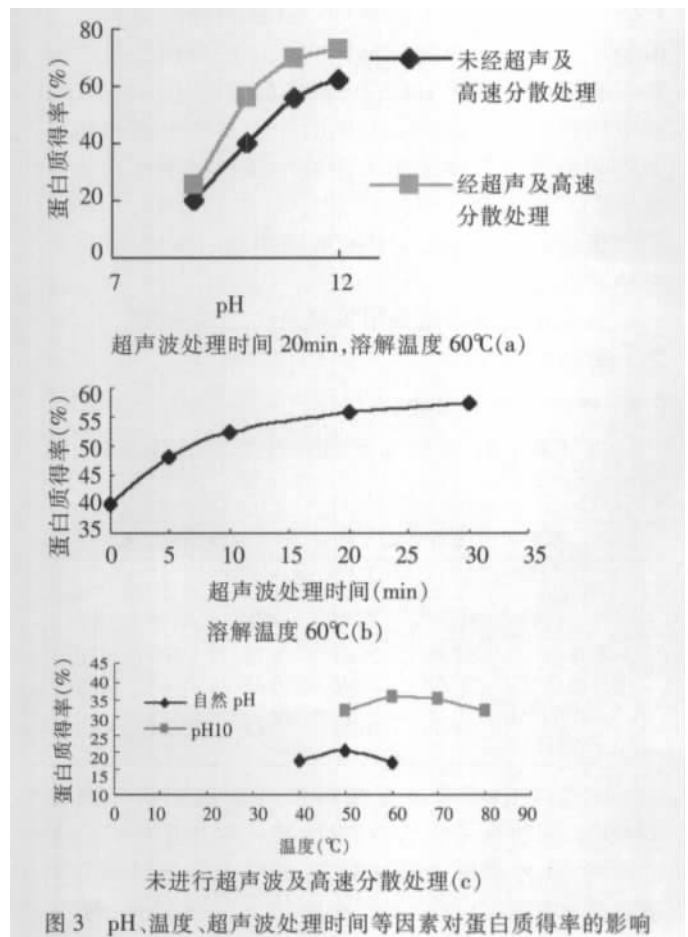 蛋白质得率(%)
80
60
40
20
0
7
12
pH
未经超声及
高速分散处理
经超声及高速
分散处理
超声波处理时间 20min,溶解温度 60℃(a)
蛋白质得率(%)
60
55
50
45
40
35
0 5 10 15 20 25 30 35
超声波处理时间(min)
溶解温度 60℃(b)
蛋白质得率(%)
45
40
35
30
25
20
15
10
自然 pH
pH10
0 10 20 30 40 50 60 70 80 90
温度(℃)
未进行超声波及高速分散处理(c)
图 3 pH、温度、超声波处理时间等因素对蛋白质得率的影响